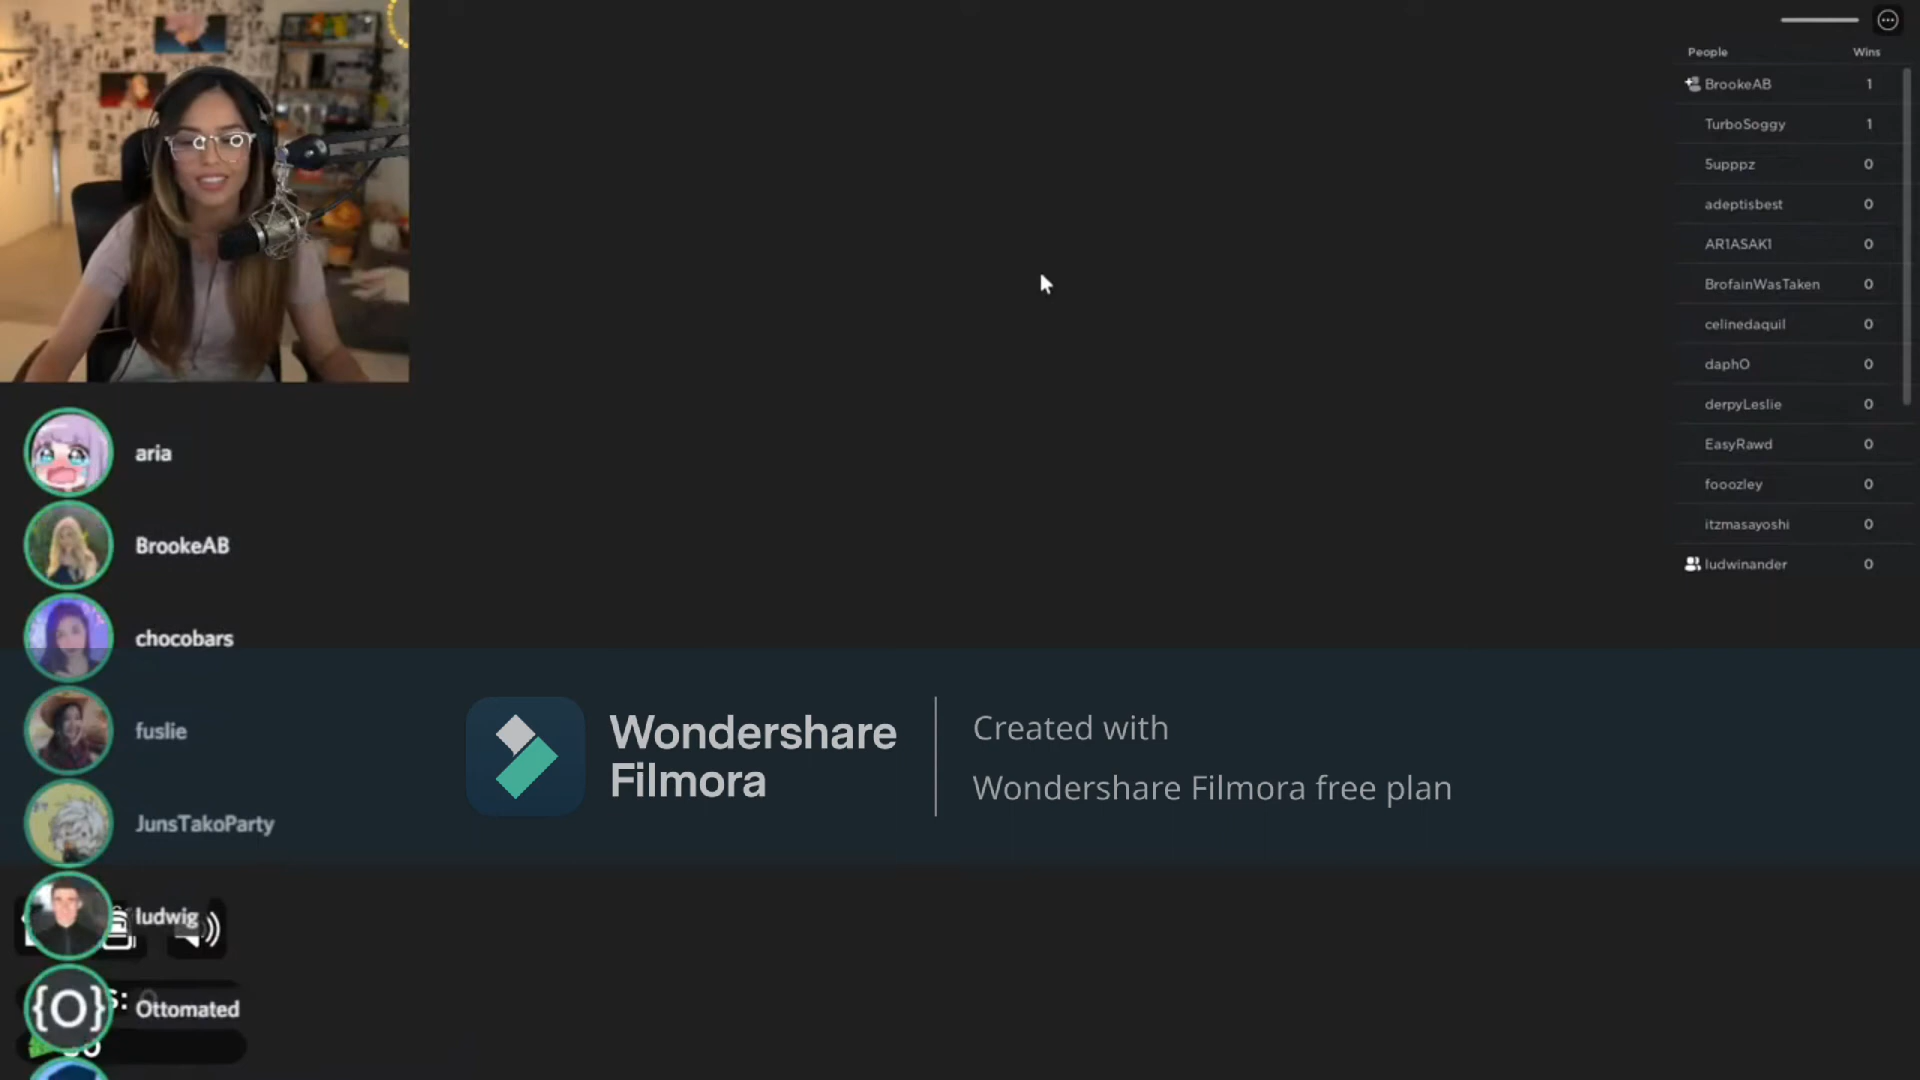 People Wins
BrookeAB 1
TurboSoggy 1
5upppz 0
adeptisbest 0
AR1ASAK1 0
BrofainWasTaken 0
celinedaquil 0
daphO 0
derpyLeslie 0
EasyRawd 0
fooozley 0
itzmasayoshi 0
ludwinander 0
aria
BrookeAB
chocobars
fuslie
JunsTakoParty
ludwig
{O} Ottomated
Wondershare
Filmora
Created with
Wondershare Filmora free plan